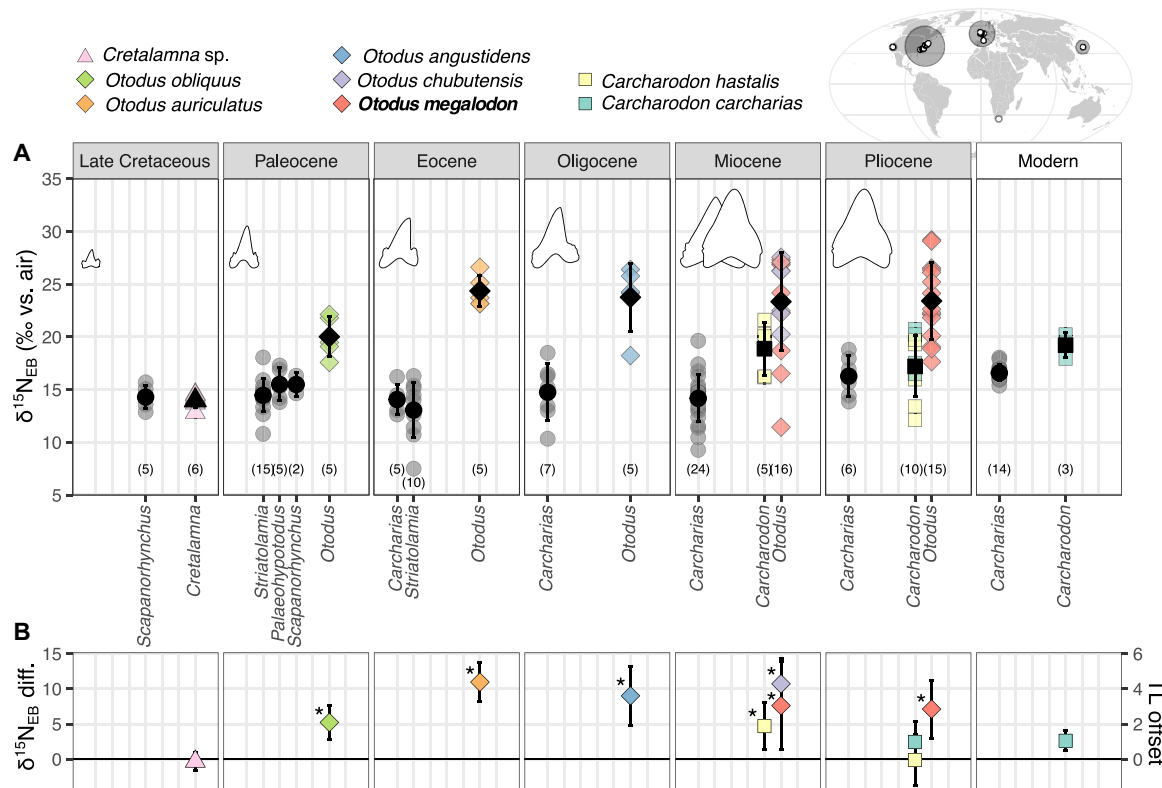 Cretalamna sp.
Otodus obliquus
Otodus auriculatus
Otodus angustidens
Otodus chubutensis
Otodus megalodon
Carcharodon hastalis
Carcharodon carcharias
A
Late Cretaceous Paleocene Eocene Oligocene Miocene Pliocene Modern
δ15N_EB (‰ vs. air)
35
30
25
20
15
10
5
(5) (6) (15) (5) (2) (5) (5) (10) (5) (7) (5) (24) (5) (16) (6) (10) (15) (14) (3)
Scapanorhynchus
Cretalamna
Striatolamia
Palaeohypotodus
Scapanorhynchus
Otodus
Carcharias
Striatolamia
Otodus
Carcharias
Otodus
Carcharias
Carcharodon
Otodus
Carcharias
Carcharodon
Otodus
Carcharias
Carcharodon
B
δ15N_EB diff.
15
10
5
0
* * * * * * *
6
4
2
0
TL offset